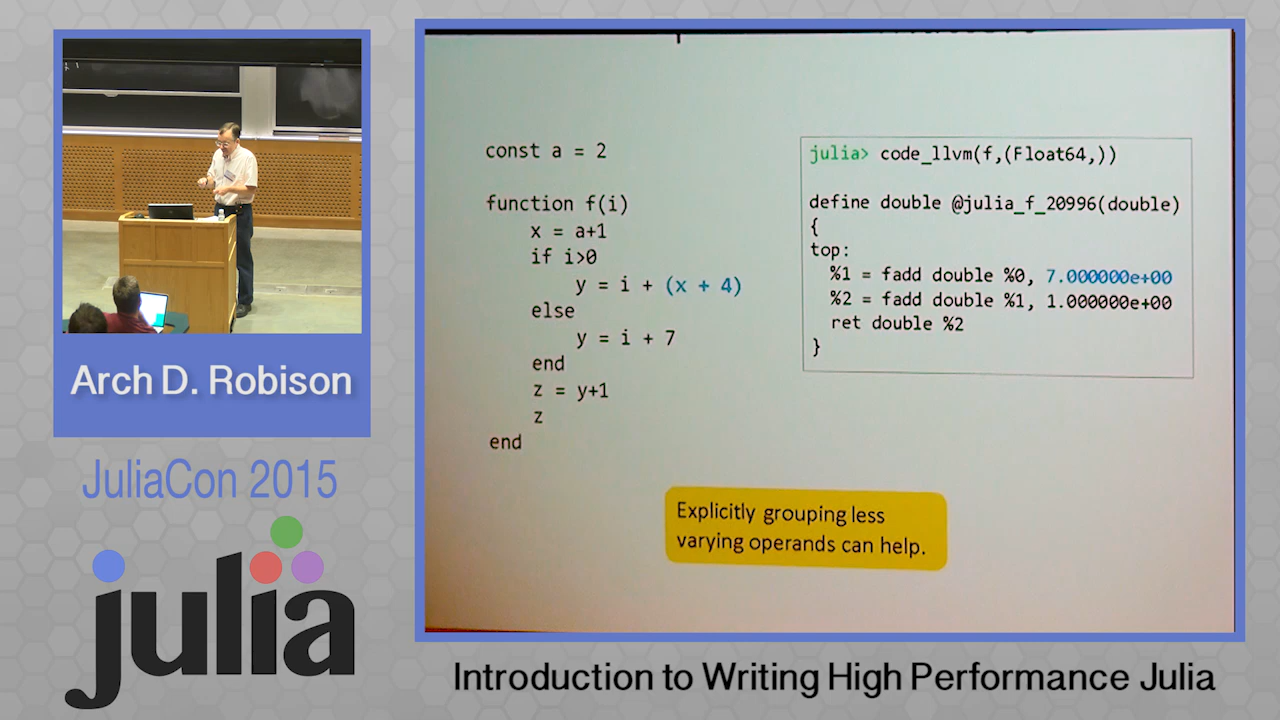 const a = 2
function f(i)
x = a+1
if i>0
y = i + (x + 4)
else
y = i + 7
end
z = y+1
z
end
julia> code_llvm(f,(Float64,))
define double @julia_f_20996(double)
{
top:
%1 = fadd double %0, 7.000000e+00
%2 = fadd double %1, 1.000000e+00
ret double %2
}
Explicitly grouping less
varying operands can help.
Arch D. Robison
JuliaCon 2015
julia
Introduction to Writing High Performance Julia